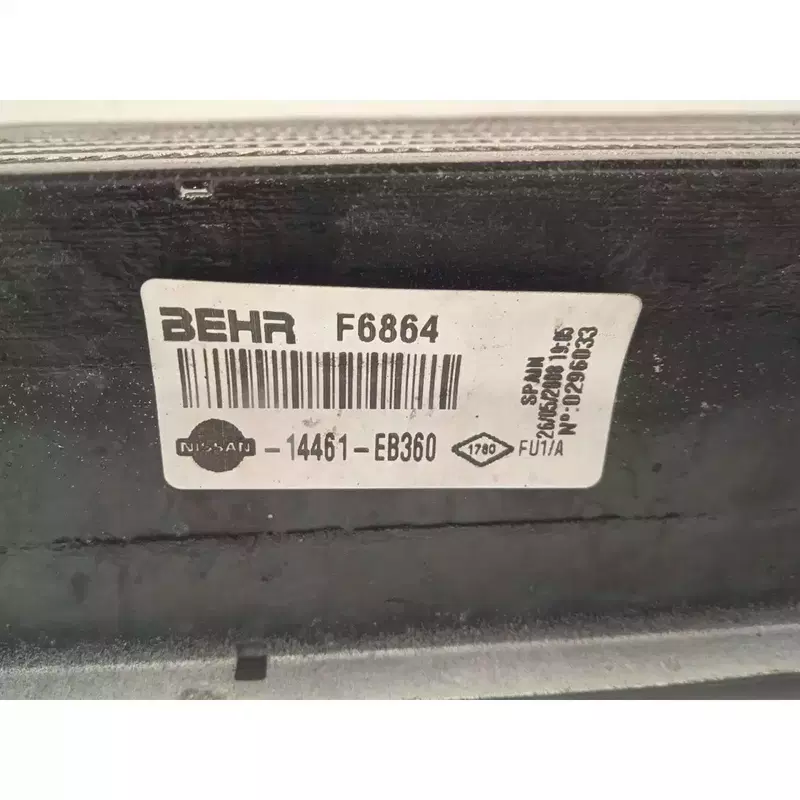 BEHR F6864
NISSAN -14461-EB360 1780 FU1/A
SPAIN
26/05/2008 19:05
Nº:0296033